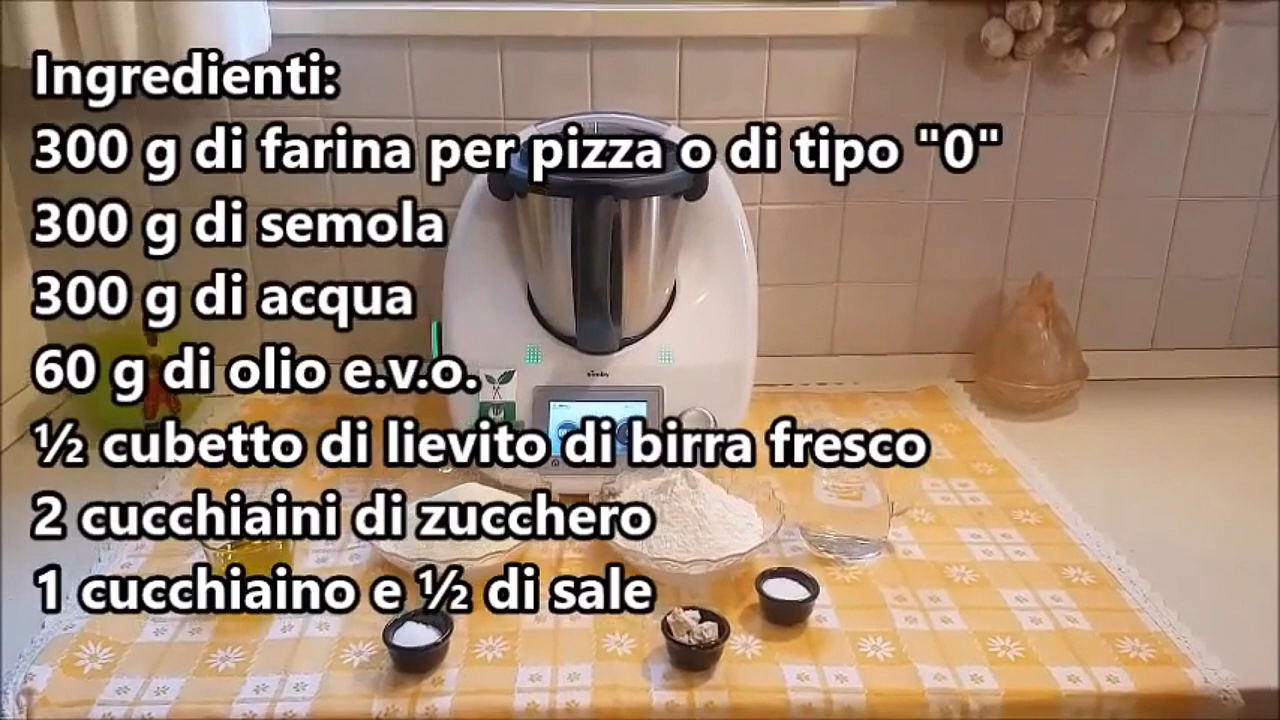 Ingredienti:
300 g di farina per pizza o di tipo "0"
300 g di semola
300 g di acqua
60 g di olio e.v.o.
½ cubetto di lievito di birra fresco
2 cucchiaini di zucchero
1 cucchiaino e ½ di sale
bimby